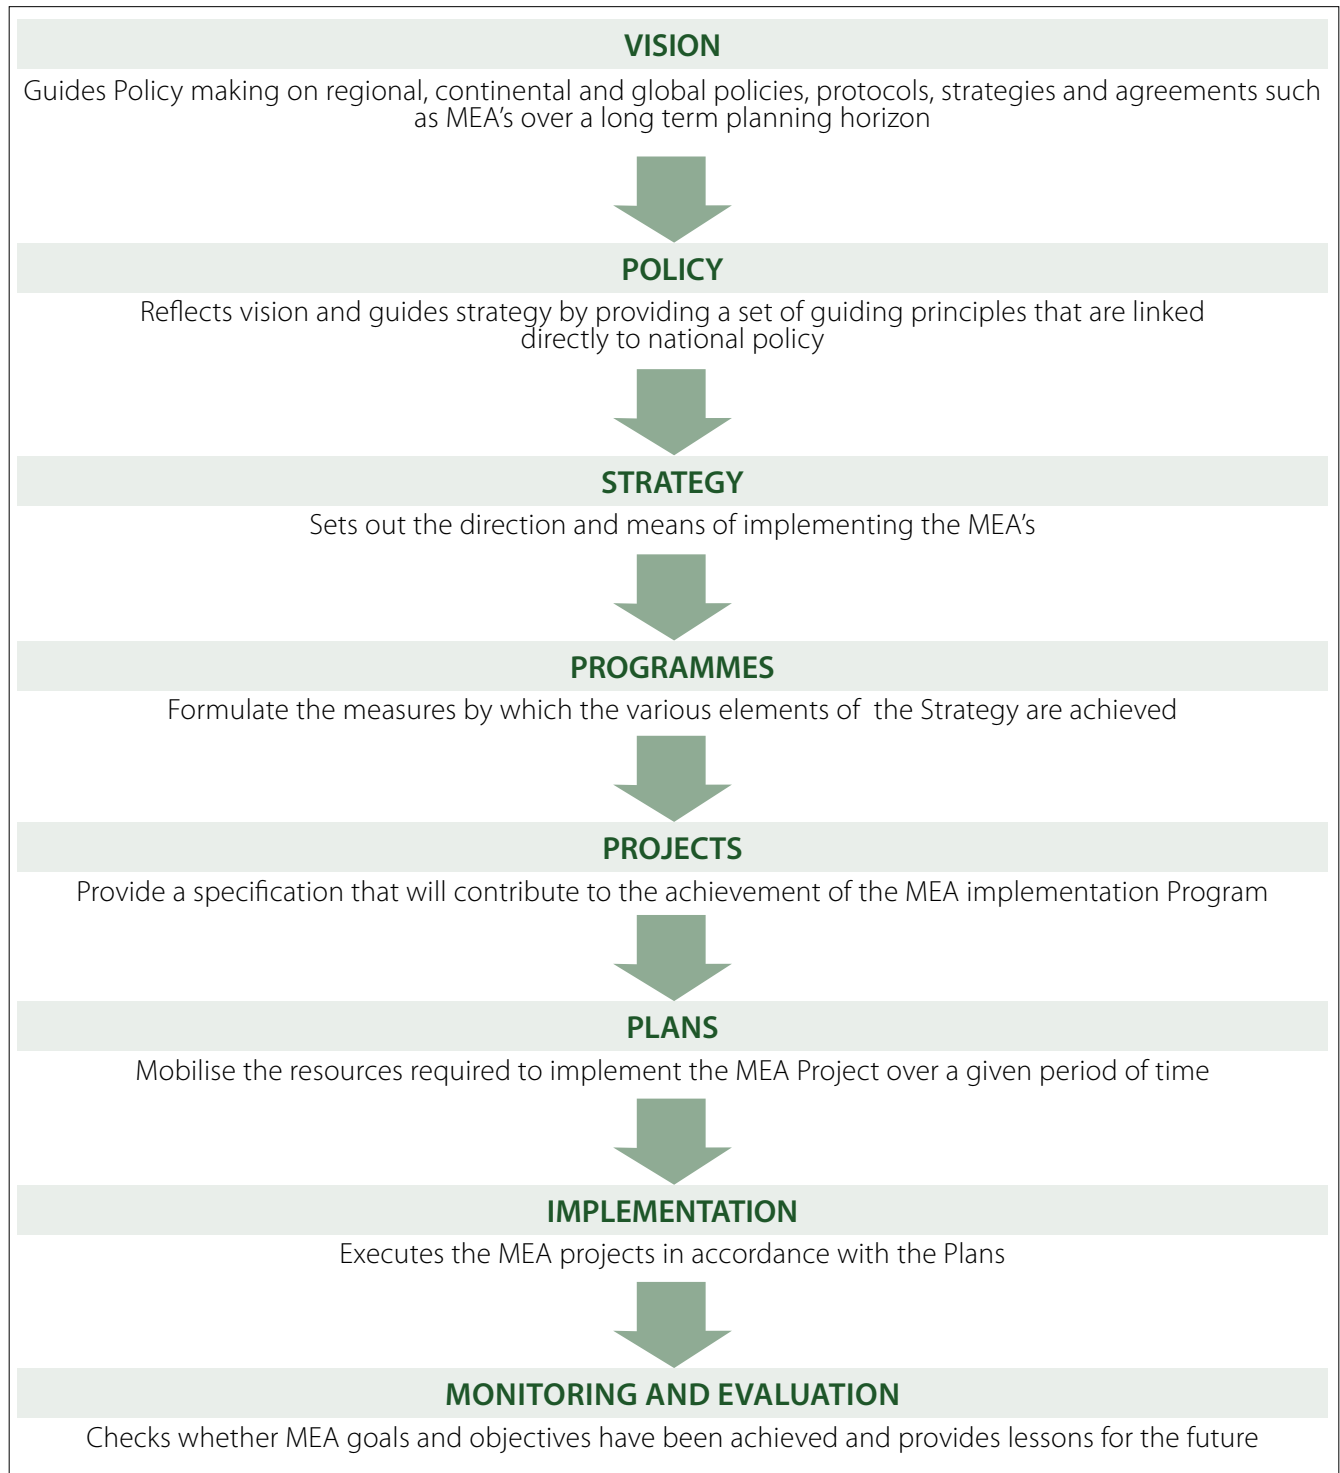 VISION
Guides Policy making on regional, continental and global policies, protocols, strategies and agreements such
as MEA’s over a long term planning horizon
POLICY
Reflects vision and guides strategy by providing a set of guiding principles that are linked
directly to national policy
STRATEGY
Sets out the direction and means of implementing the MEA’s
PROGRAMMES
Formulate the measures by which the various elements of the Strategy are achieved
PROJECTS
Provide a specification that will contribute to the achievement of the MEA implementation Program
PLANS
Mobilise the resources required to implement the MEA Project over a given period of time
IMPLEMENTATION
Executes the MEA projects in accordance with the Plans
MONITORING AND EVALUATION
Checks whether MEA goals and objectives have been achieved and provides lessons for the future